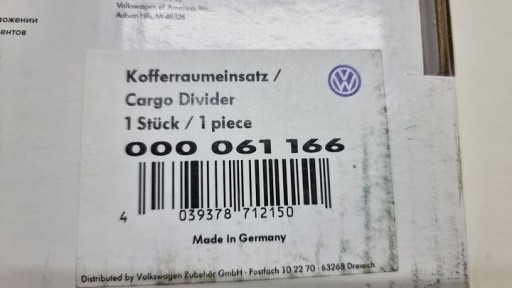 Volkswagen of America, Inc.
Auburn Hills, MI 48326
ложении
ентов
Kofferraumeinsatz /
Cargo Divider
1 Stück / 1 piece
000 061 166
4 039378 712150
Made in Germany
Distributed by Volkswagen Zubehör GmbH · Postfach 10 22 70 · 63268 Dreieich